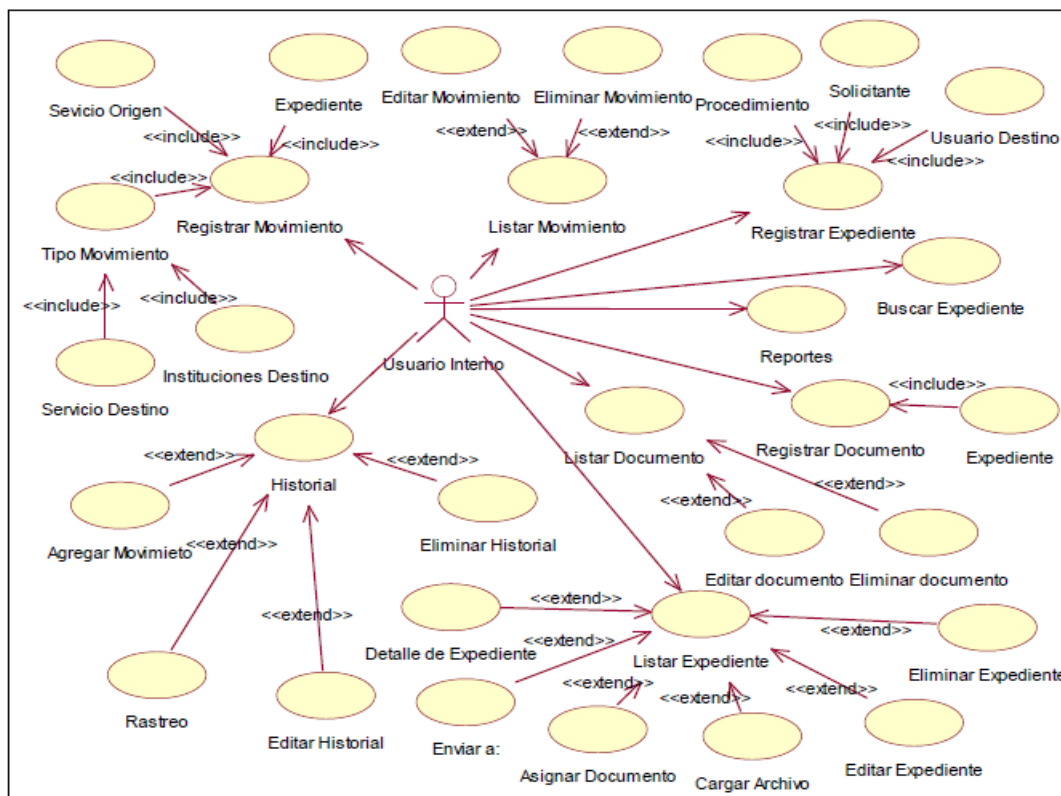 Sevicio Origen
Expediente
Editar Movimiento
Eliminar Movimiento
Procedimiento
Solicitante
Usuario Destino
<<include>>
<<include>>
<<extend>>
<<extend>>
<<include>>
<<include>>
<<include>>
<<include>>
Registrar Movimiento
Listar Movimiento
Registrar Expediente
Tipo Movimiento
<<include>>
<<include>>
Buscar Expediente
Instituciones Destino
Usuario Interno
Reportes
Servicio Destino
<<include>>
Registrar Documento
Expediente
Listar Documento
<<extend>>
<<extend>>
Historial
<<extend>>
<<extend>>
Agregar Movimieto
<<extend>>
Eliminar Historial
Editar documento
Eliminar documento
<<extend>>
<<extend>>
<<extend>>
<<extend>>
Detalle de Expediente
Listar Expediente
Eliminar Expediente
<<extend>>
<<extend>>
<<extend>>
Rastreo
Editar Historial
Enviar a:
Asignar Documento
Cargar Archivo
Editar Expediente